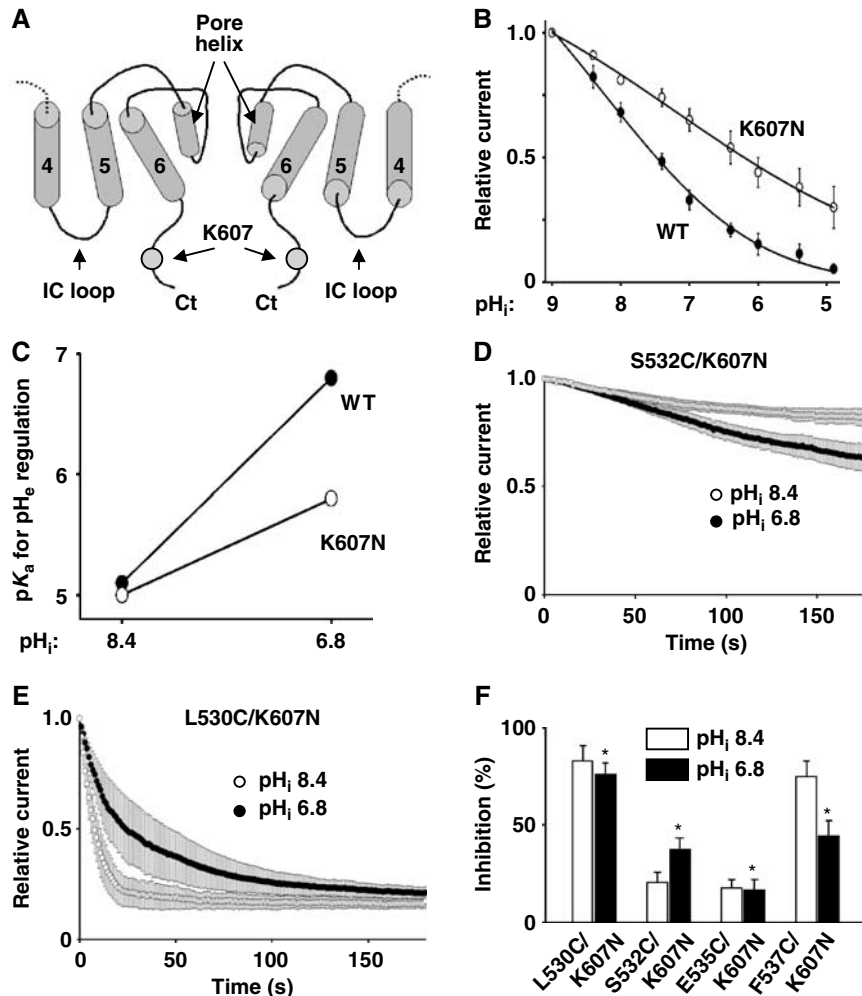 A
Pore
helix
4
5
6
6
5
4
K607
IC loop
Ct
Ct
IC loop
B
Relative current
1.0
0.5
0
K607N
WT
pHi:
9
8
7
6
5
C
pKa for pHe regulation
7
6
5
WT
K607N
pHi:
8.4
6.8
D
S532C/K607N
Relative current
1.0
0.5
0
pHi 8.4
pHi 6.8
0
50
100
150
Time (s)
E
L530C/K607N
Relative current
1.0
0.5
0
pHi 8.4
pHi 6.8
0
50
100
150
Time (s)
F
Inhibition (%)
100
50
0
pHi 8.4
pHi 6.8
*
*
*
*
L530C/
K607N
S532C/
K607N
E535C/
K607N
F537C/
K607N